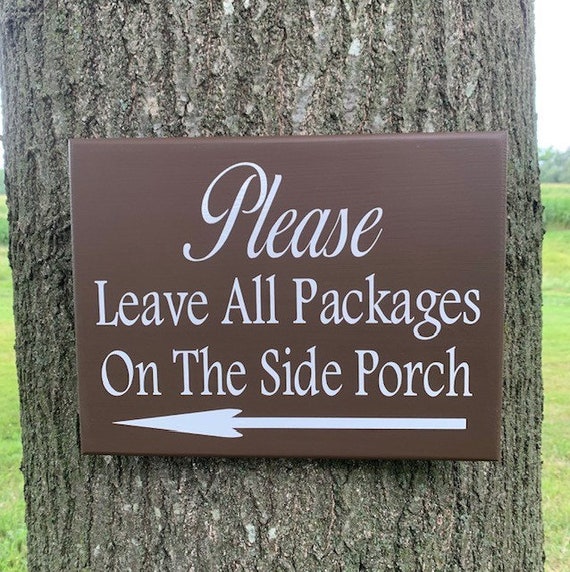 Please
Leave All Packages
On The Side Porch